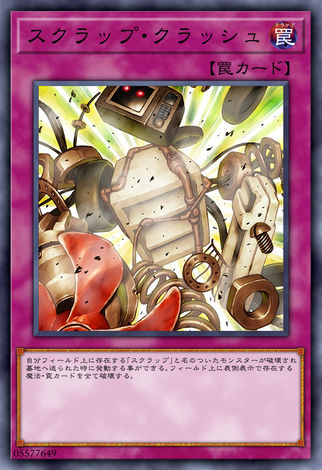 スクラップ・クラッシュ
トラップ
罠
【罠カード】
自分フィールド上に存在する「スクラップ」と名のついたモンスターが破壊され
墓地へ送られた時に発動する事ができる。フィールド上に表側表示で存在する
魔法・罠カードを全て破壊する。
05577649